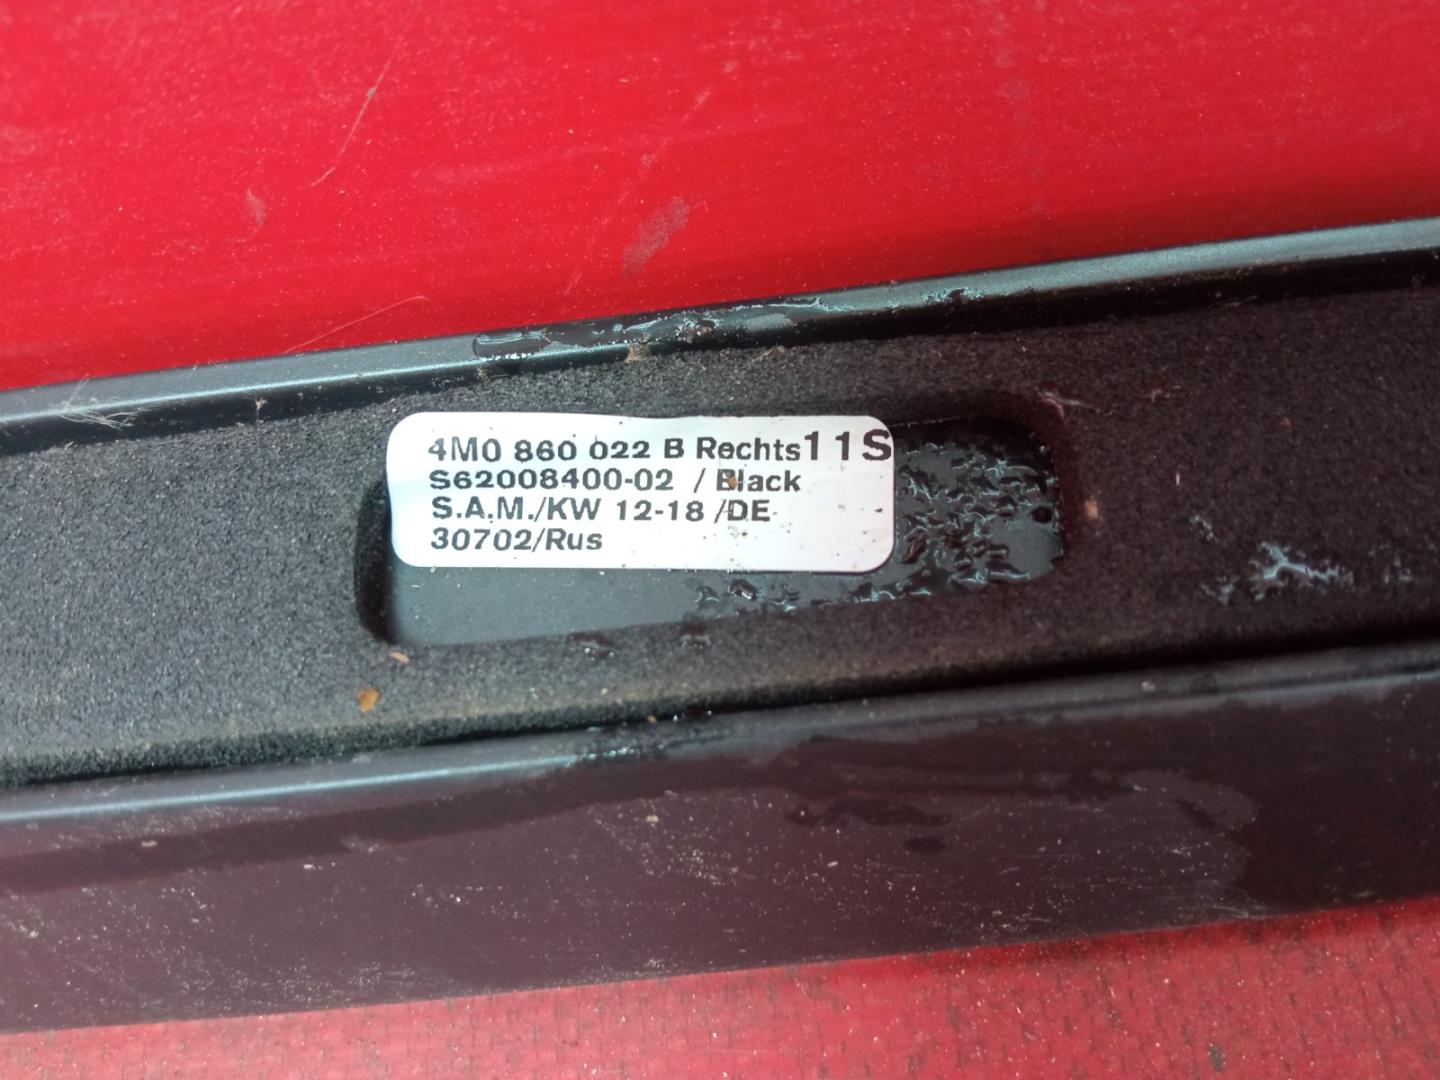 4M0 860 022 B Rechts11S
S62008400-02 / Black
S.A.M./KW 12-18 /DE
30702/Rus